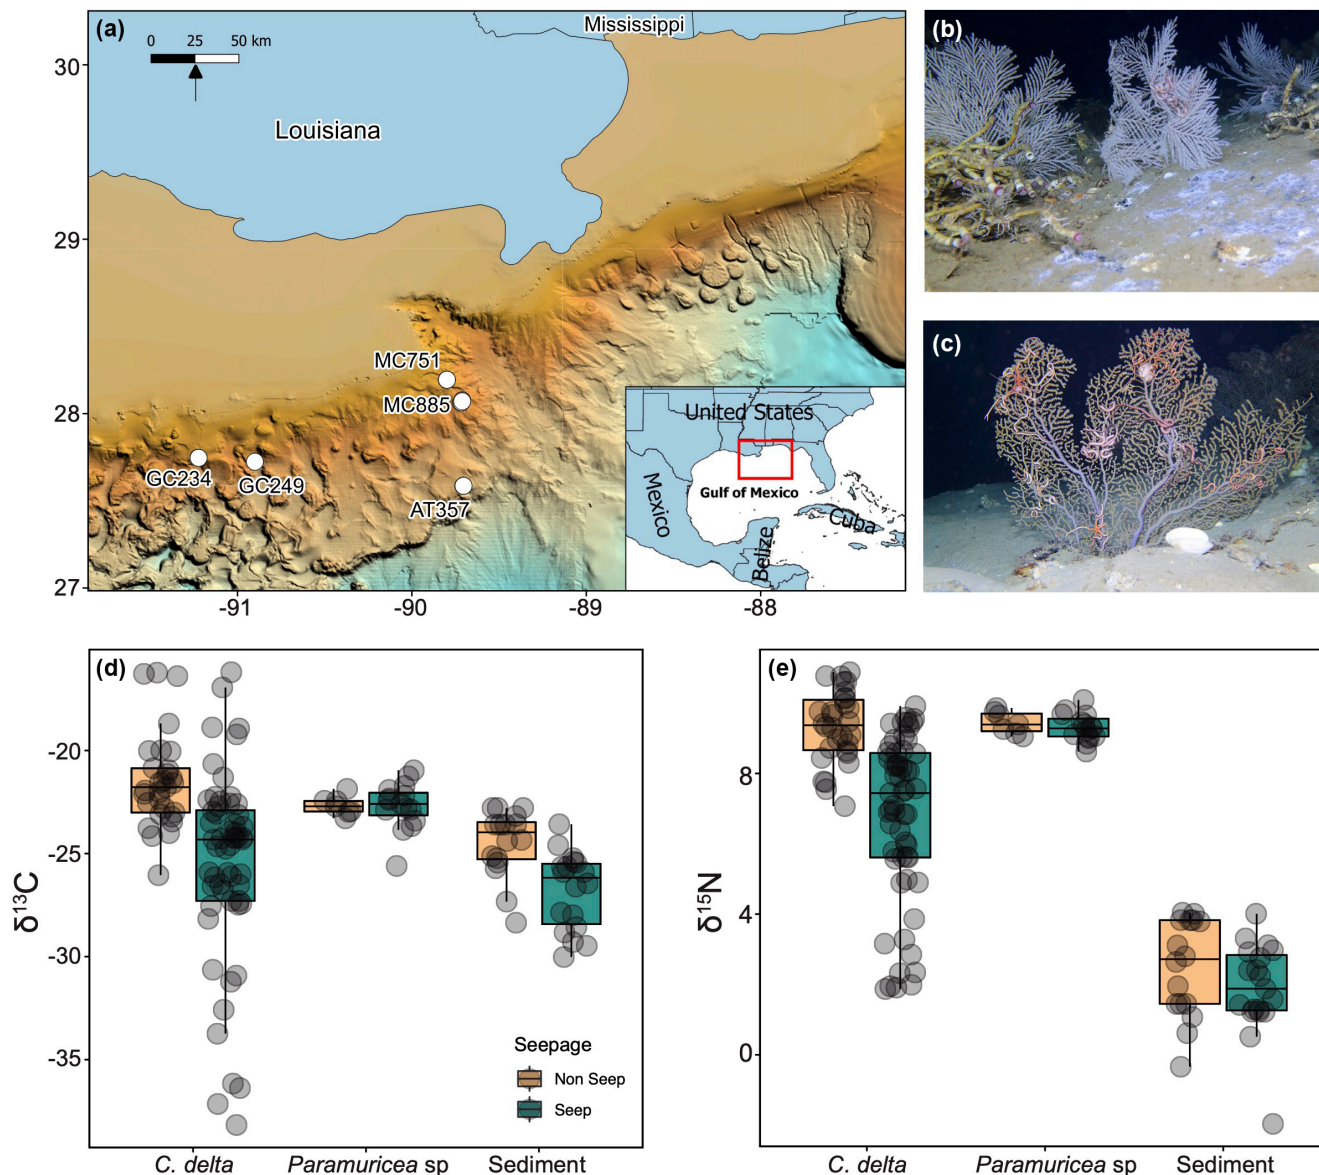 (a)
0 25 50 km
Mississippi
Louisiana
30
29
28
27
-91 -90 -89 -88
MC751
MC885
GC234
GC249
AT357
United States
Gulf of Mexico
Mexico
Cuba
Belize
(b)
(c)
(d)
δ13C
-20
-25
-30
-35
Seepage
Non Seep
Seep
C. delta Paramuricea sp Sediment
(e)
δ15N
8
4
0
C. delta Paramuricea sp Sediment